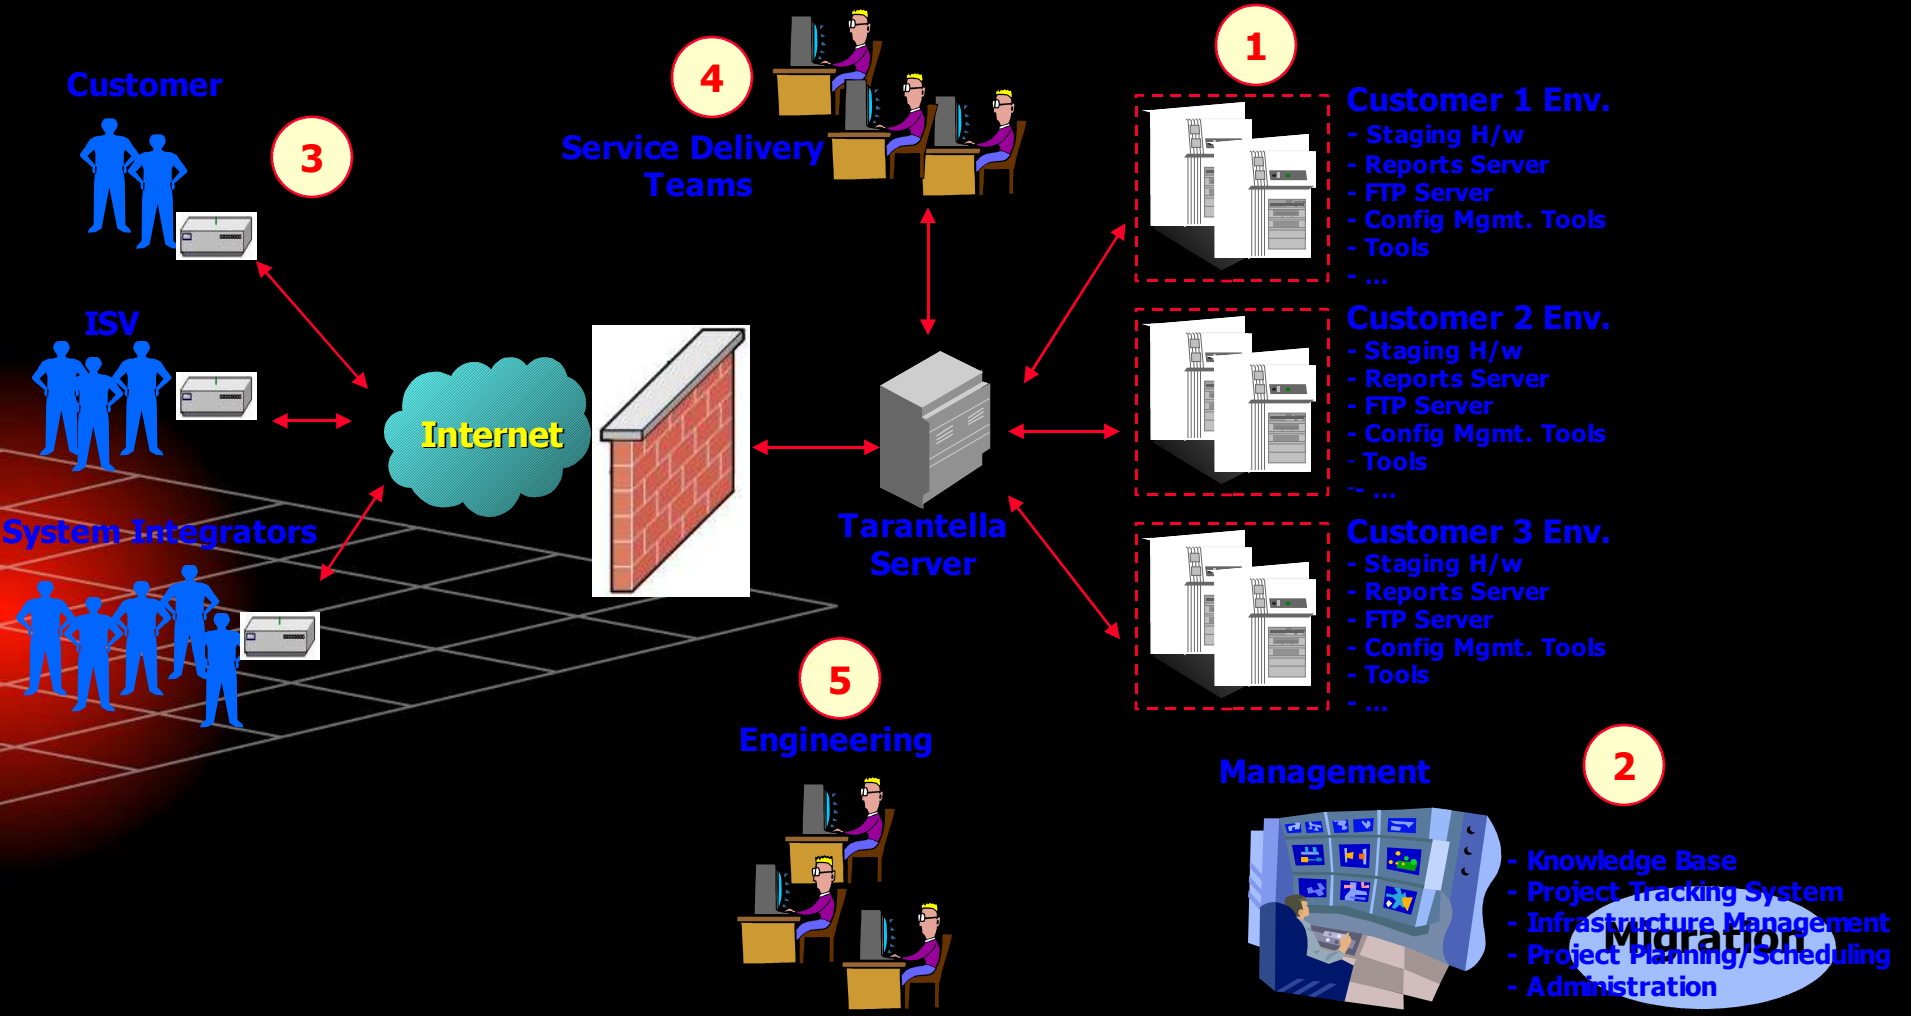 Customer
3
ISV
System Integrators
Internet
4
Service Delivery
Teams
Tarantella
Server
5
Engineering
1
Customer 1 Env.
- Staging H/w
- Reports Server
- FTP Server
- Config Mgmt. Tools
- Tools
- ...
Customer 2 Env.
- Staging H/w
- Reports Server
- FTP Server
- Config Mgmt. Tools
- Tools
-- ...
Customer 3 Env.
- Staging H/w
- Reports Server
- FTP Server
- Config Mgmt. Tools
- Tools
- ...
2
Management
- Knowledge Base
- Project Tracking System
- Infrastructure Management
- Project Planning/Scheduling
- Administration
Migration